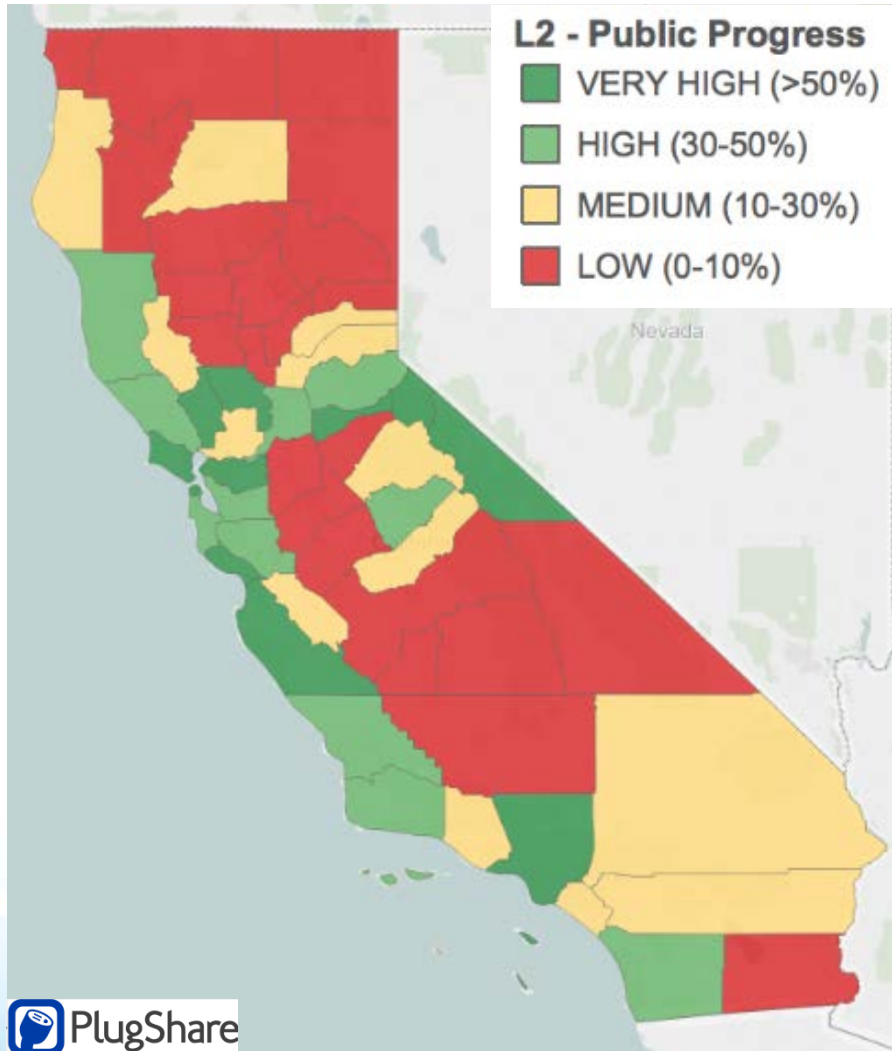 L2 - Public Progress
VERY HIGH (>50%)
HIGH (30-50%)
MEDIUM (10-30%)
LOW (0-10%)
Nevada
PlugShare